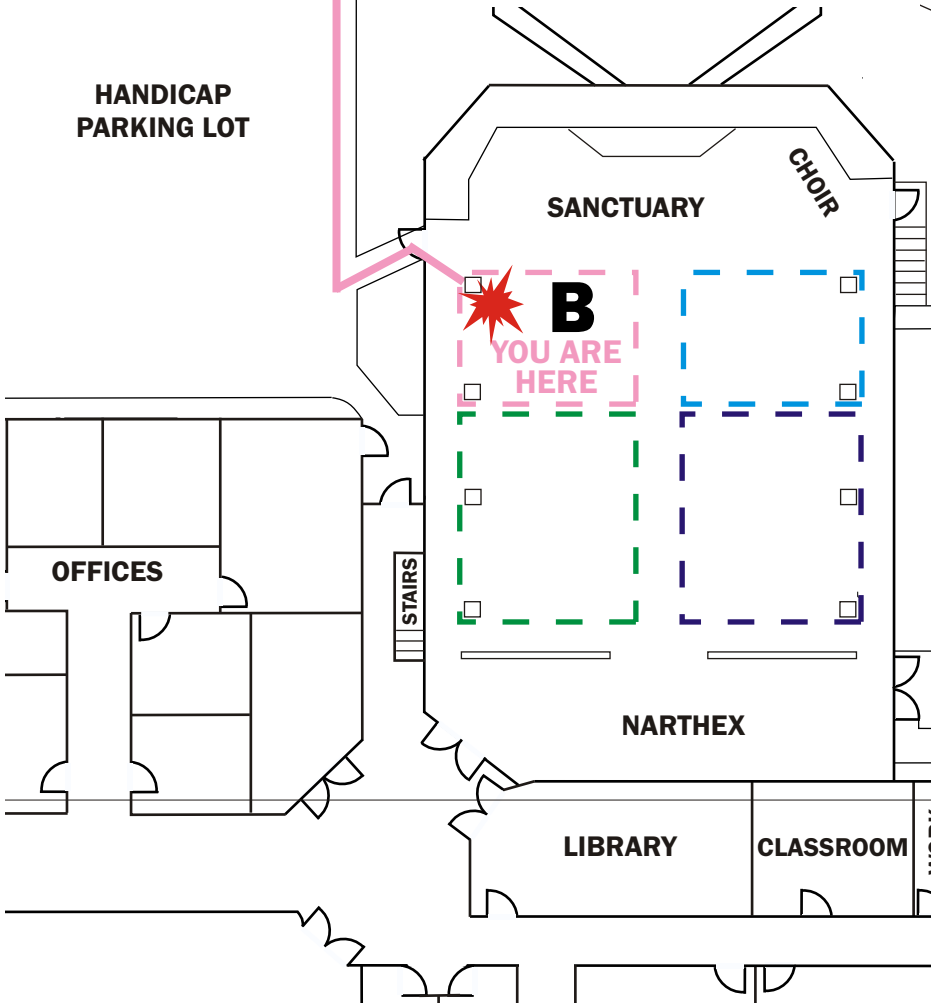 HANDICAP
PARKING LOT
CHOIR
SANCTUARY
B
YOU ARE
HERE
OFFICES
STAIRS
NARTHEX
LIBRARY
CLASSROOM